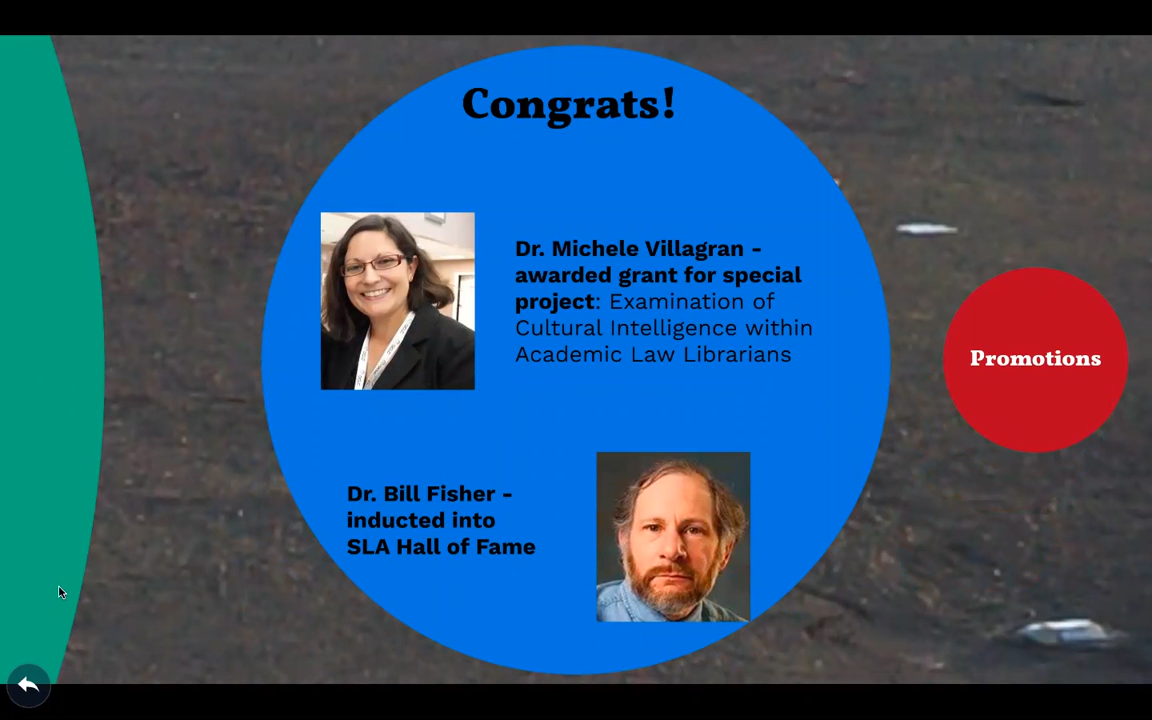 Congrats!
Dr. Michele Villagran -
awarded grant for special
project: Examination of
Cultural Intelligence within
Academic Law Librarians
Promotions
Dr. Bill Fisher -
inducted into
SLA Hall of Fame